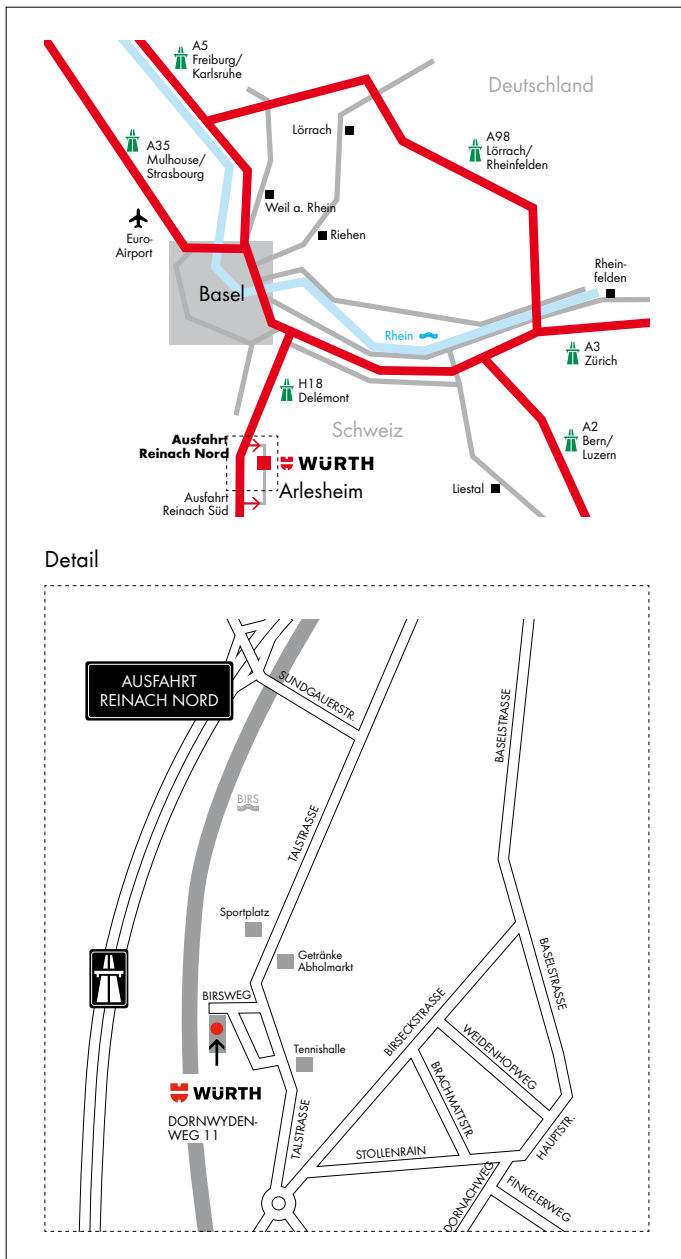 A5
Freiburg/
Karlsruhe
Deutschland
Lörrach
A98
Lörrach/
Rheinfelden
A35
Mulhouse/
Strasbourg
Weil a. Rhein
Euro-
Airport
Riehen
Rhein-
felden
Basel
Rhein
A3
Zürich
H18
Delémont
Schweiz
A2
Bern/
Luzern
Ausfahrt
Reinach Nord
WÜRTH
Arlesheim
Liestal
Ausfahrt
Reinach Süd
Detail
AUSFAHRT
REINACH NORD
SUNDGAUERSTR.
BASELSTRASSE
BIRS
TALSTRASSE
Sportplatz
Getränke
Abholmarkt
BASELSTRASSE
BIRSWEG
BIRSECKSTRASSE
WEIDENHOFWEG
Tennishalle
BRACHMATTSTR.
WÜRTH
DORNWYDEN-
WEG 11
TALSTRASSE
STOLLENRAIN
HAUPTSTR.
DORNACHWEG
FINKELERWEG